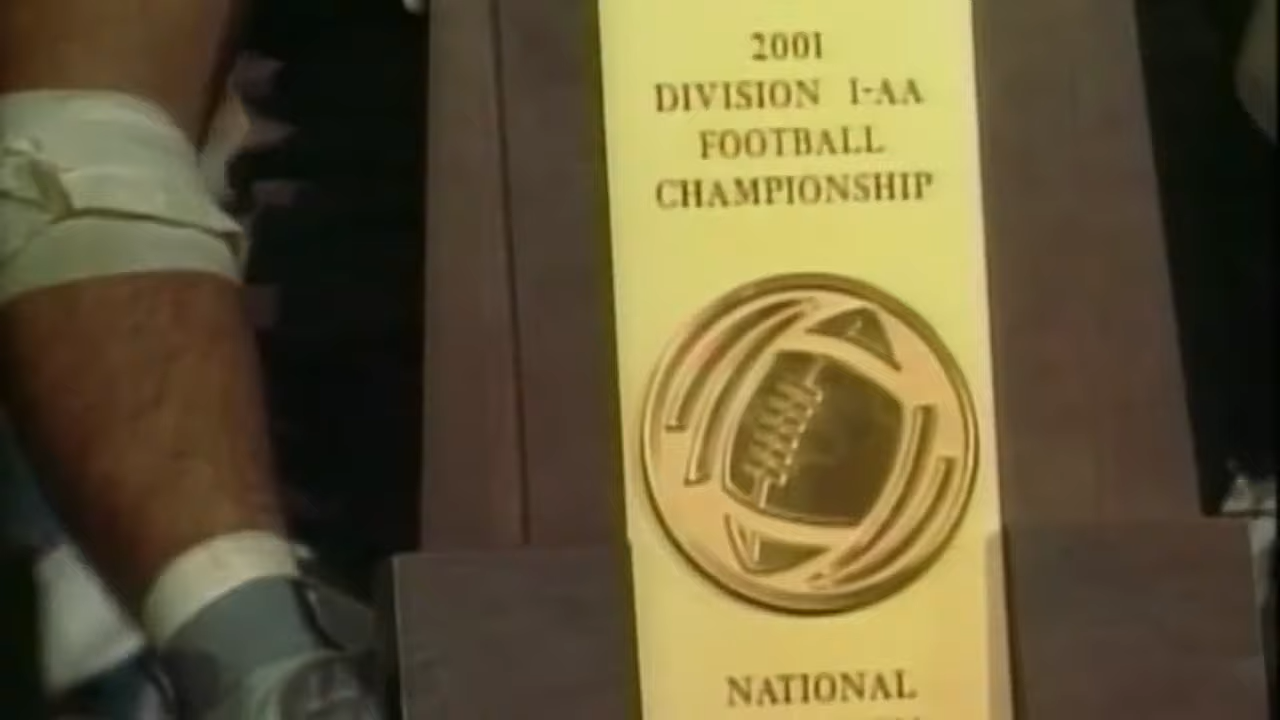 2001
DIVISION I-AA
FOOTBALL
CHAMPIONSHIP
NATIONAL